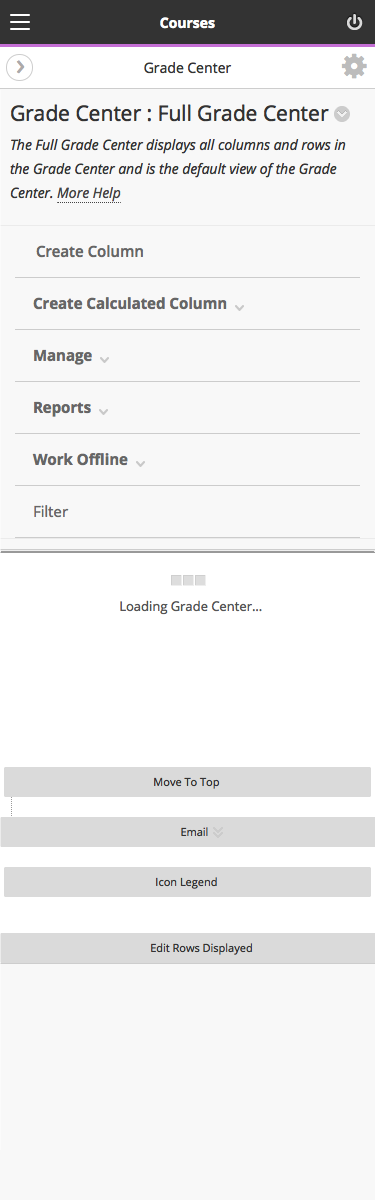 Courses
Grade Center
Grade Center : Full Grade Center
The Full Grade Center displays all columns and rows in
the Grade Center and is the default view of the Grade
Center. More Help
Create Column
Create Calculated Column
Manage
Reports
Work Offline
Filter
Loading Grade Center...
Move To Top
Email
Icon Legend
Edit Rows Displayed